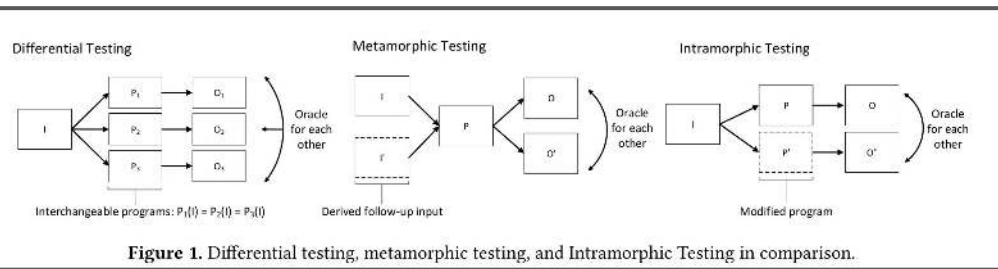 Differential Testing
I
P₁
O₁
P₂
O₂
P₃
O₃
Oracle
for each
other
Interchangeable programs: P₁(I) = P₂(I) = P₃(I)
Metamorphic Testing
I
I'
P
O
O'
Oracle
for each
other
Derived follow-up input
Intramorphic Testing
I
P
O
P'
O'
Oracle
for each
other
Modified program
Figure 1. Differential testing, metamorphic testing, and Intramorphic Testing in comparison.